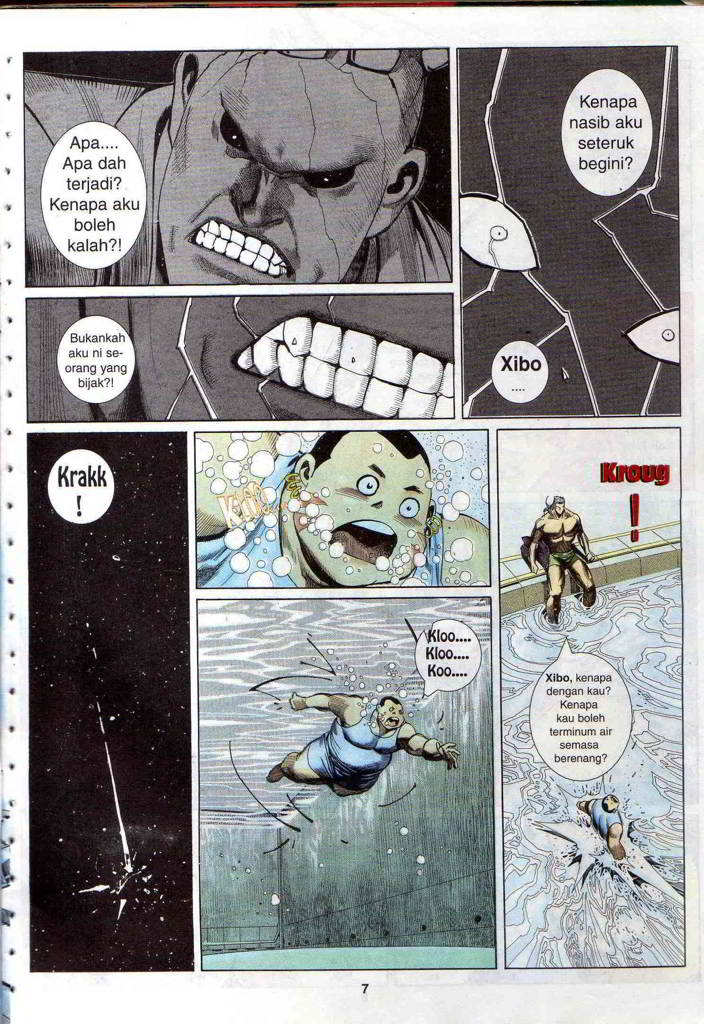 Apa....
Apa dah
terjadi?
Kenapa aku
boleh
kalah?!
Kenapa
nasib aku
seteruk
begini?
Bukankah
aku ni se-
orang yang
bijak?!
Xibo
....
Krakk
!
Kloo....
Kloo....
Koo....
Kroug
!
Xibo, kenapa
dengan kau?
Kenapa
kau boleh
terminum air
semasa
berenang?
7